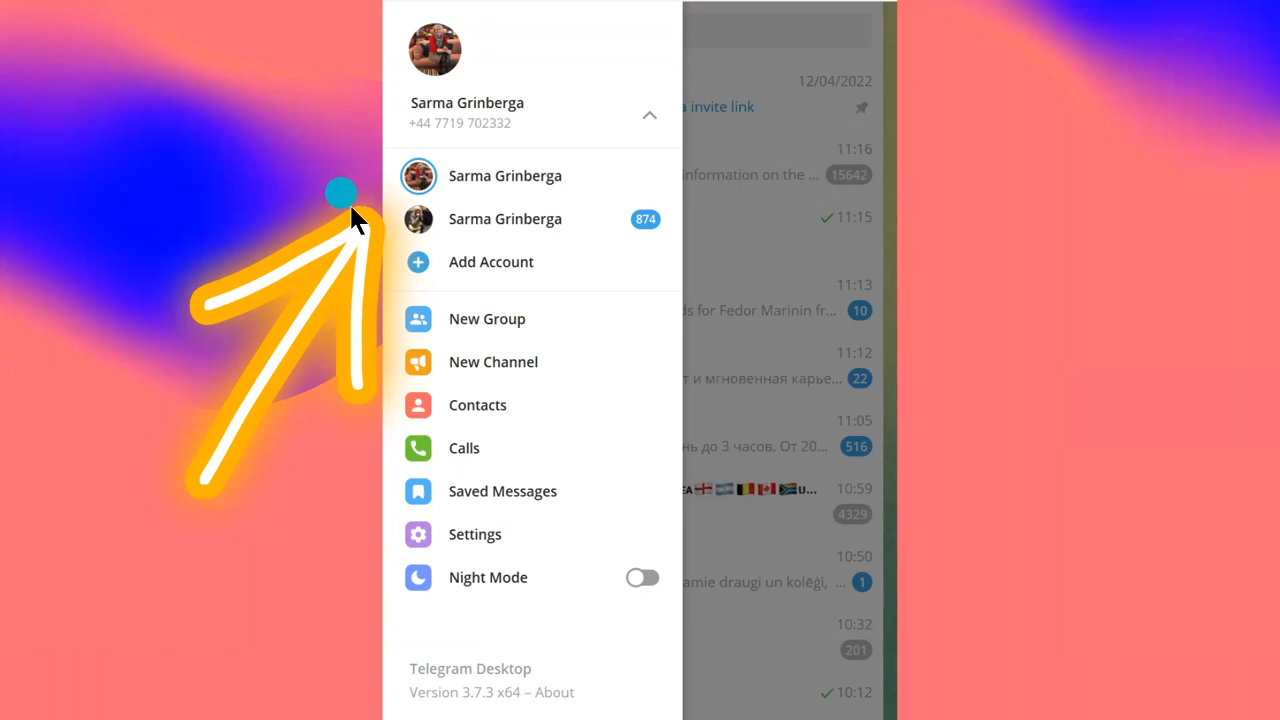 Sarma Grinberga
+44 7719 702332
Sarma Grinberga
Sarma Grinberga
874
Add Account
New Group
New Channel
Contacts
Calls
Saved Messages
Settings
Night Mode
Telegram Desktop
Version 3.7.3 x64 – About
12/04/2022
a invite link
11:16
information on the ...
15642
11:15
11:13
ds for Fedor Marinin fr...
10
11:12
т и мгновенная карье...
22
11:05
нь до 3 часов. От 20...
516
10:59
4329
10:50
amie draugi un kolēģi, ...
1
10:32
201
10:12